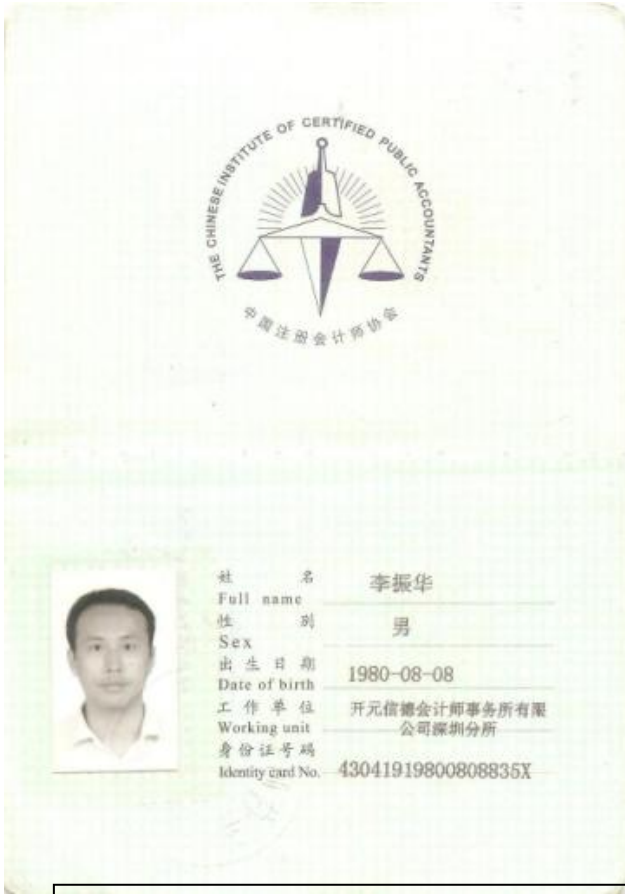 THE CHINESE INSTITUTE OF CERTIFIED PUBLIC ACCOUNTANTS
中国注册会计师协会
姓 名 李振华
Full name
性 别 男
Sex
出生日期 1980-08-08
Date of birth
工作单位 开元信德会计师事务所有限
Working unit 公司深圳分所
身份证号码
Identity card No. 43041919800808835X